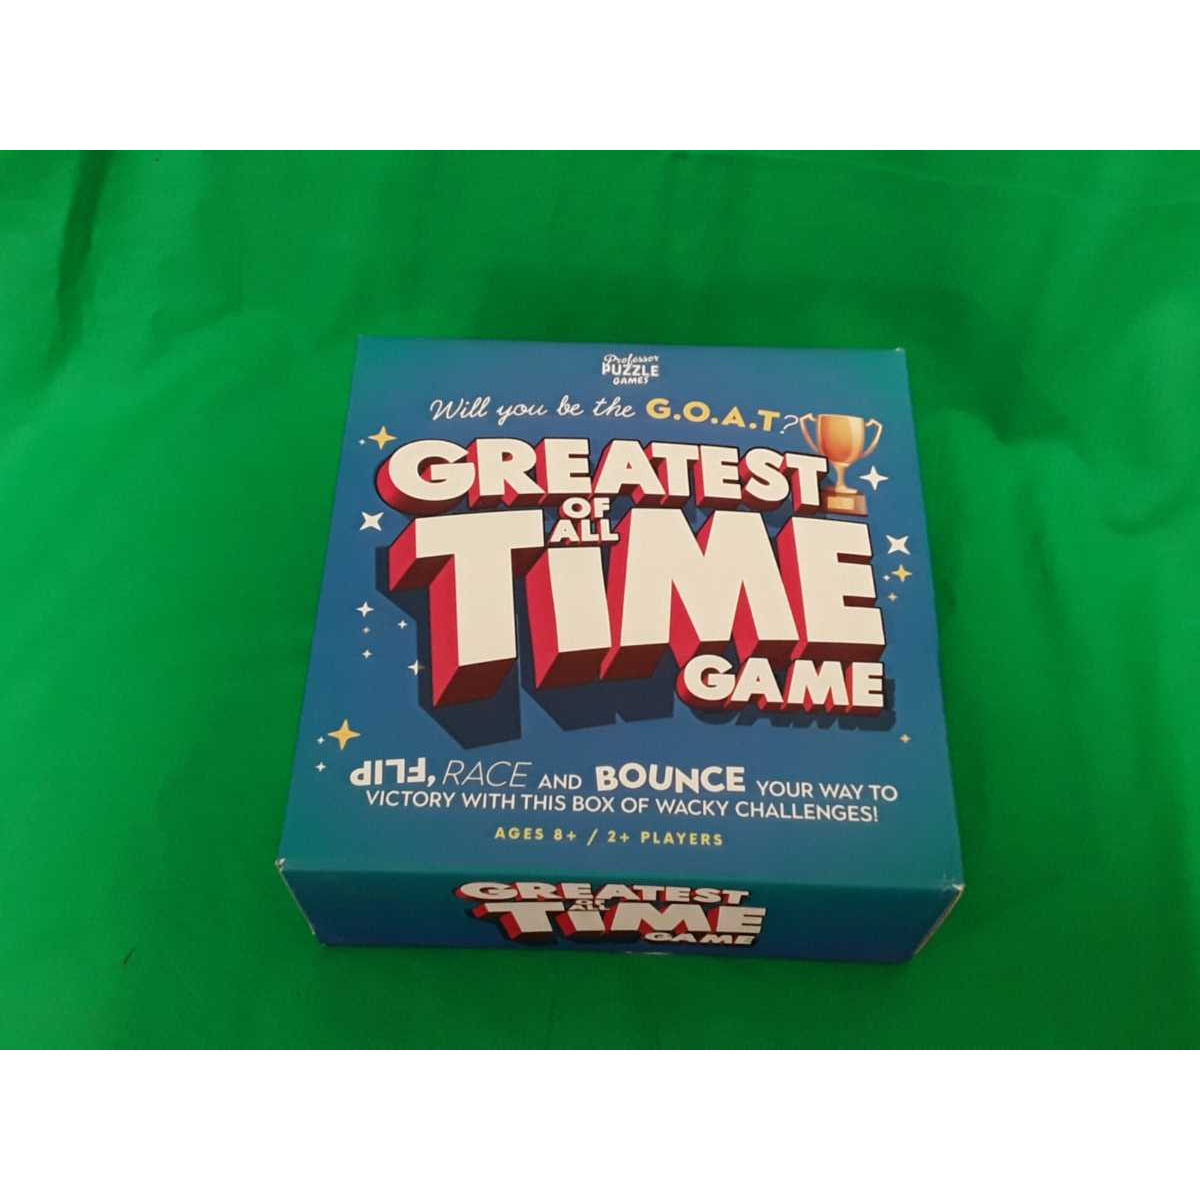 Professor
PUZZLE
GAMES
Will you be the G.O.A.T?
GREATEST
OF
ALL
TiME
GAME
FLIP, RACE AND BOUNCE YOUR WAY TO
VICTORY WITH THIS BOX OF WACKY CHALLENGES!
AGES 8+ / 2+ PLAYERS
GREATEST
OF
ALL
TiME
GAME